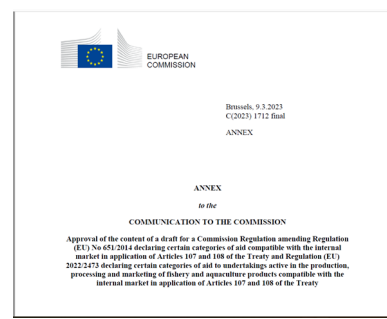 EUROPEAN
COMMISSION
Brussels, 9.3.2023
C(2023) 1712 final
ANNEX
ANNEX
to the
COMMUNICATION TO THE COMMISSION
Approval of the content of a draft for a Commission Regulation amending Regulation
(EU) No 651/2014 declaring certain categories of aid compatible with the internal
market in application of Articles 107 and 108 of the Treaty and Regulation (EU)
2022/2473 declaring certain categories of aid to undertakings active in the production,
processing and marketing of fishery and aquaculture products compatible with the
internal market in application of Articles 107 and 108 of the Treaty